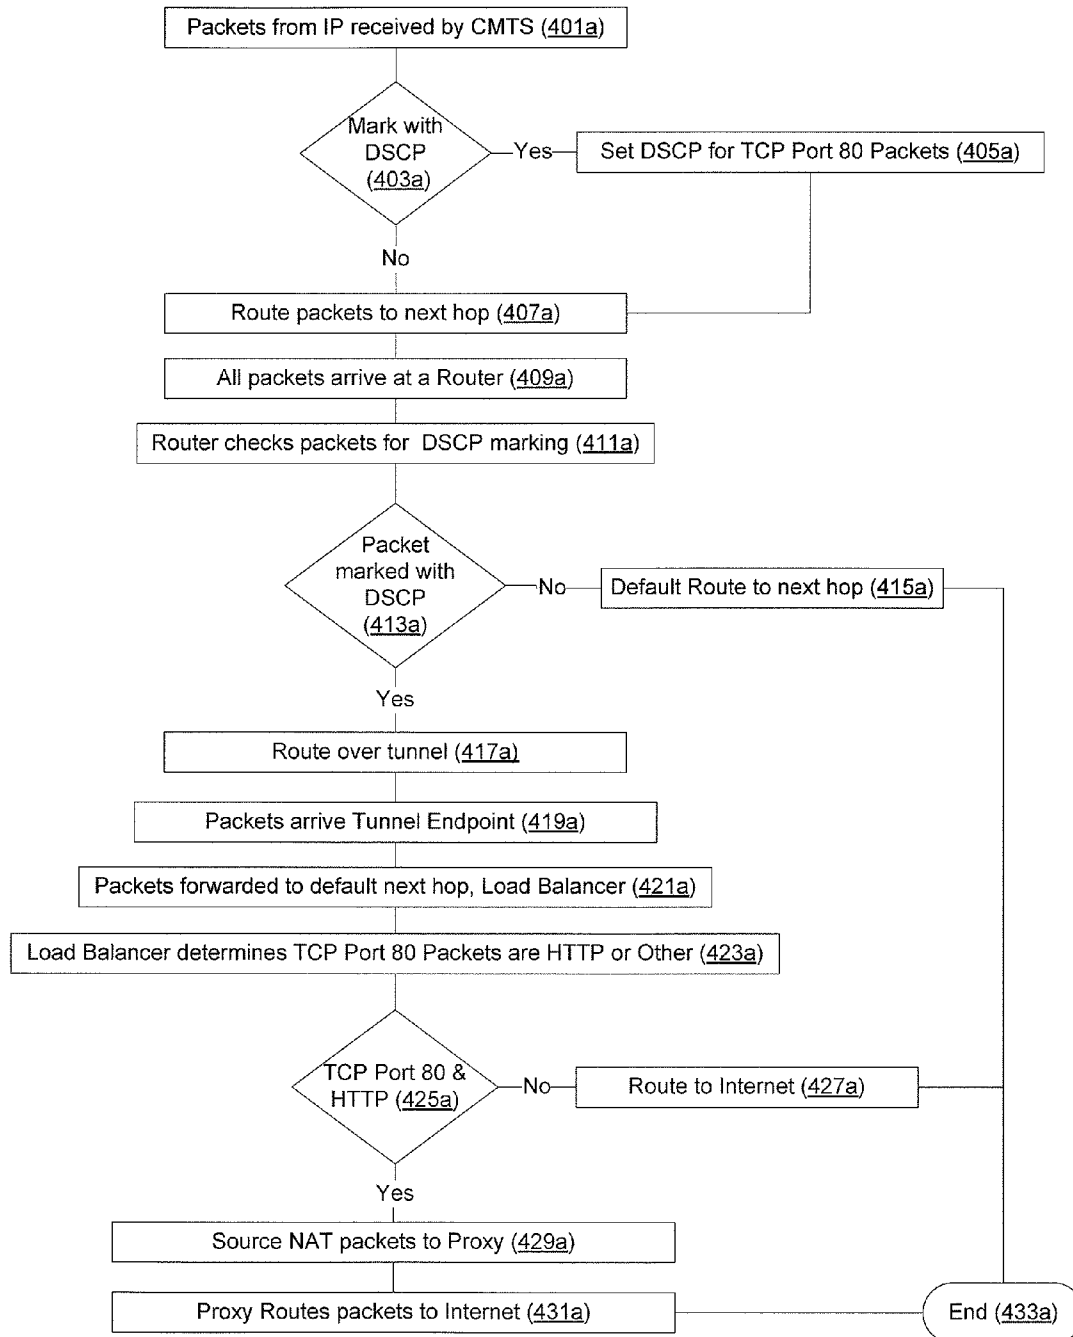 Packets from IP received by CMTS (401a)
Mark with
DSCP
(403a)
Yes
Set DSCP for TCP Port 80 Packets (405a)
No
Route packets to next hop (407a)
All packets arrive at a Router (409a)
Router checks packets for DSCP marking (411a)
Packet
marked with
DSCP
(413a)
No
Default Route to next hop (415a)
Yes
Route over tunnel (417a)
Packets arrive Tunnel Endpoint (419a)
Packets forwarded to default next hop, Load Balancer (421a)
Load Balancer determines TCP Port 80 Packets are HTTP or Other (423a)
TCP Port 80 &
HTTP (425a)
No
Route to Internet (427a)
Yes
Source NAT packets to Proxy (429a)
Proxy Routes packets to Internet (431a)
End (433a)